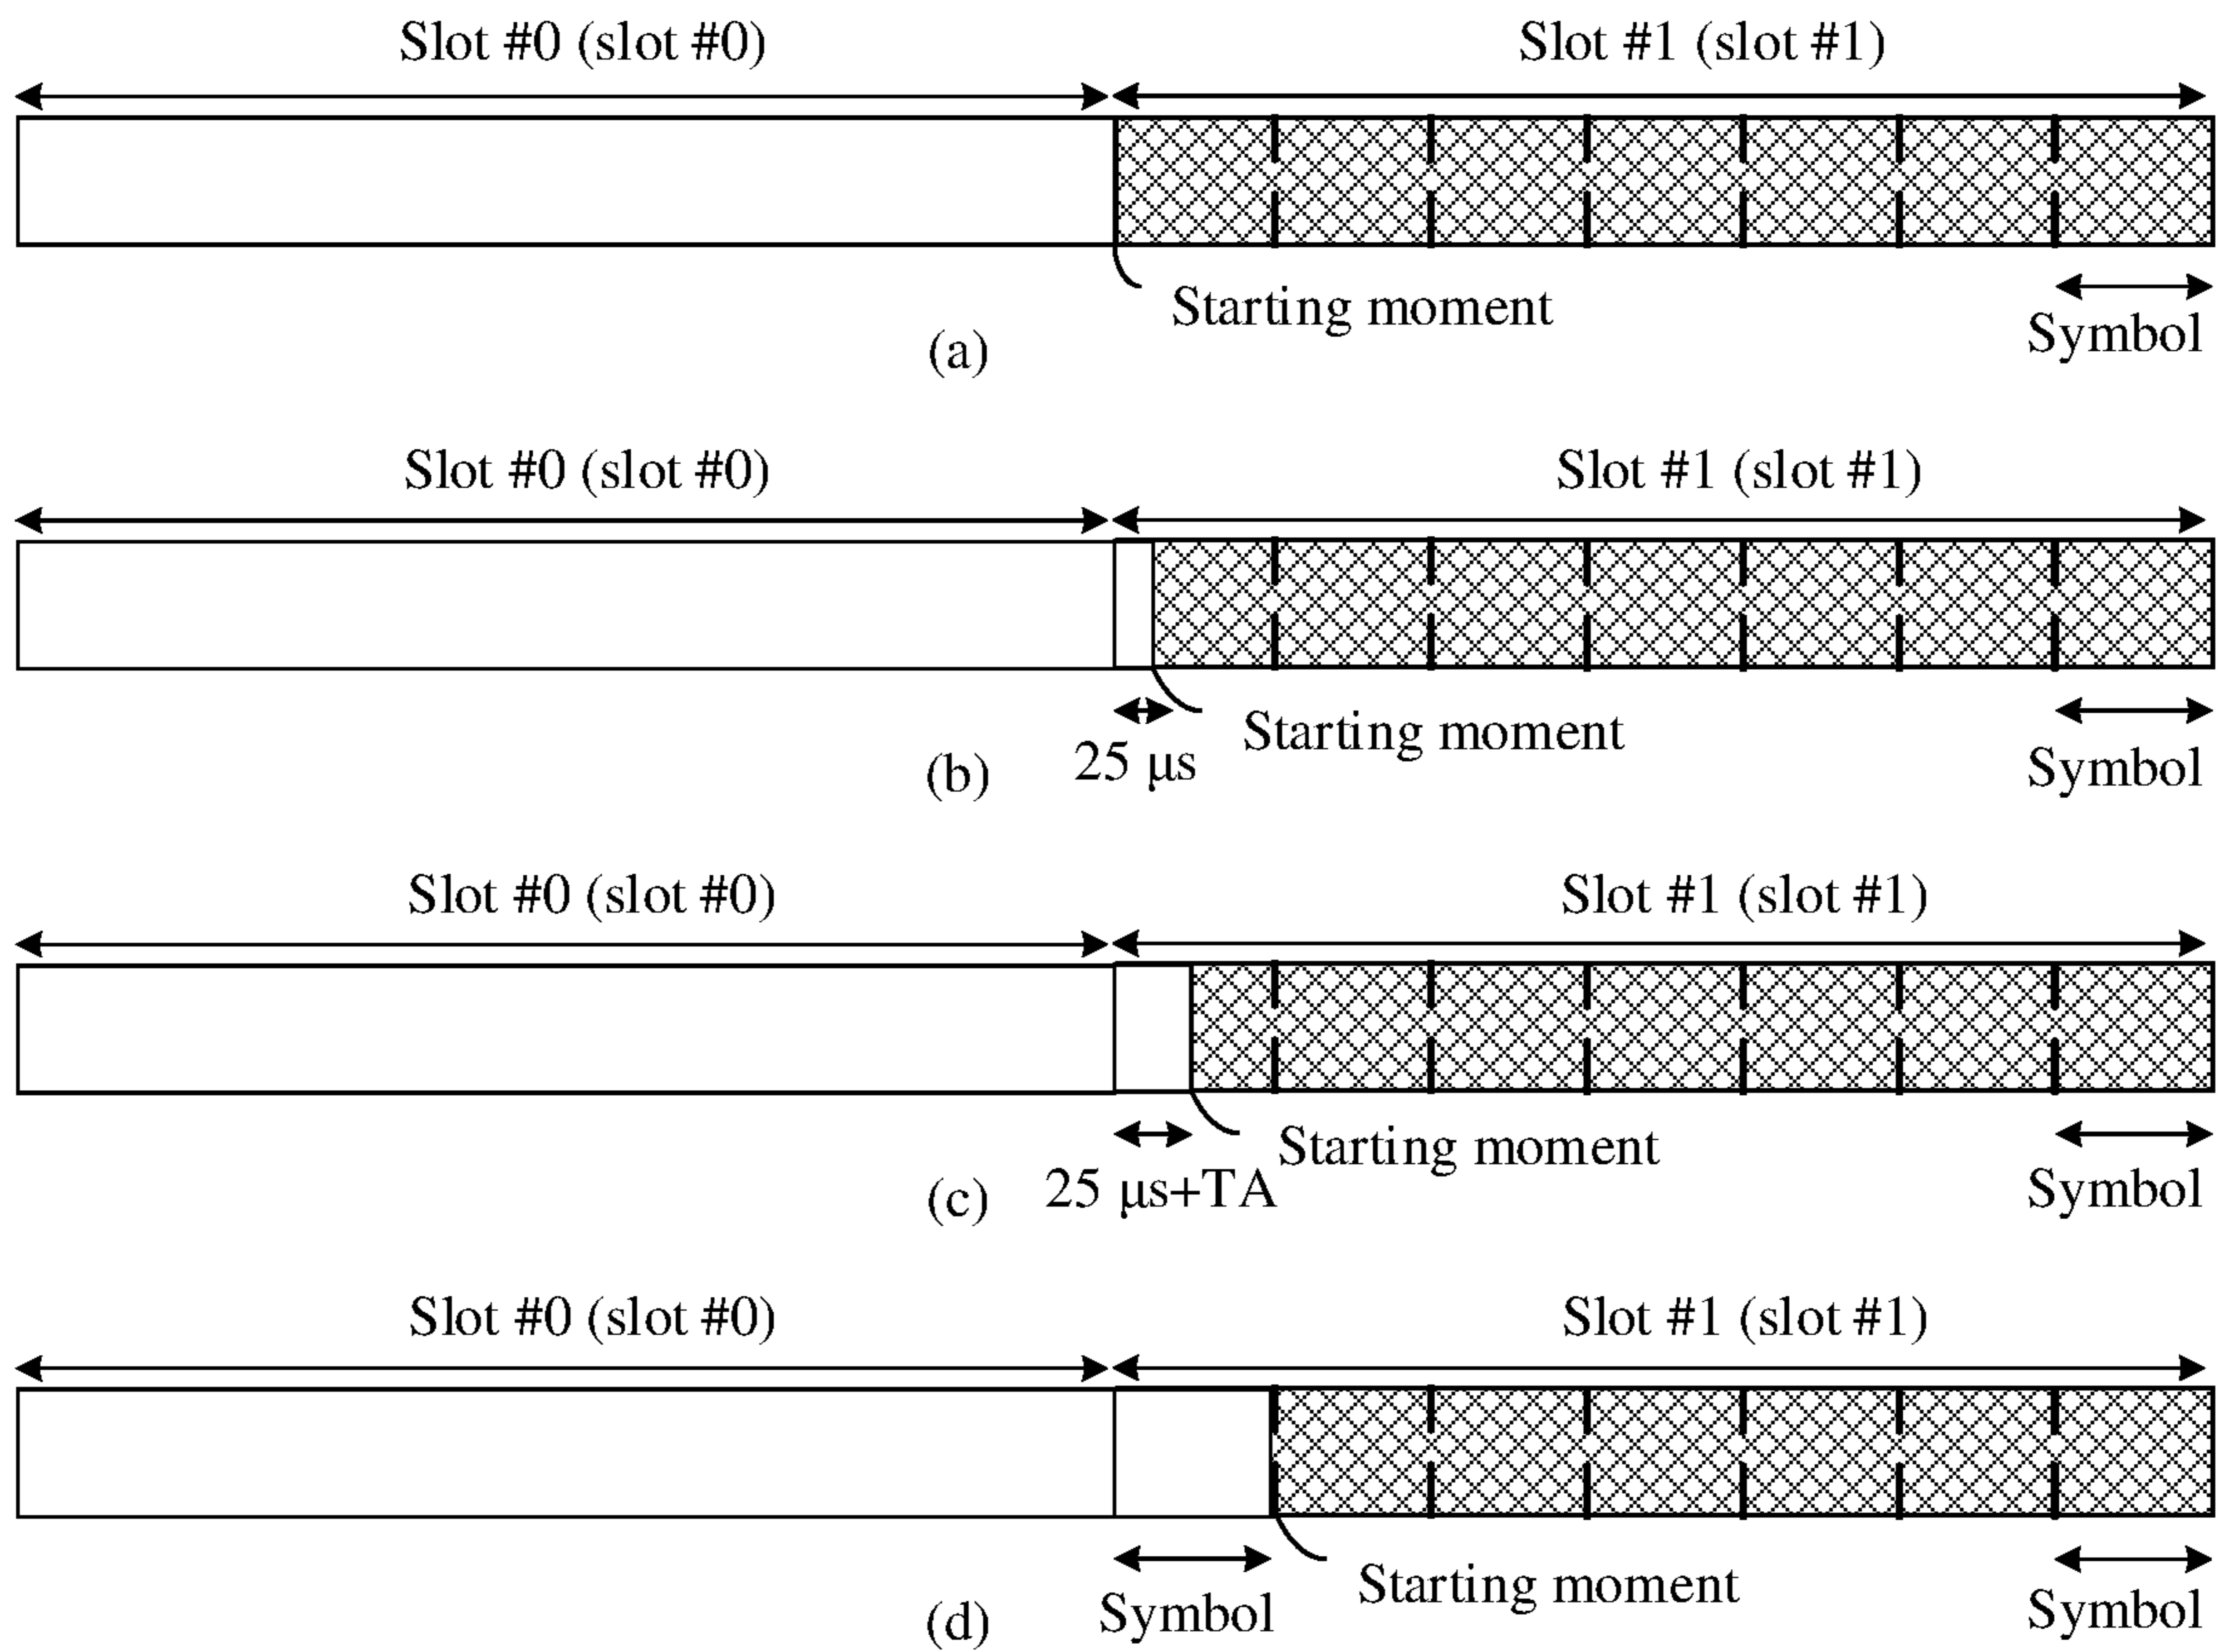 Slot #0 (slot #0) Slot #1 (slot #1)
Starting moment
Symbol
(a)
Slot #0 (slot #0) Slot #1 (slot #1)
Starting moment
25 μs
Symbol
(b)
Slot #0 (slot #0) Slot #1 (slot #1)
Starting moment
25 μs+TA
Symbol
(c)
Slot #0 (slot #0) Slot #1 (slot #1)
Starting moment
Symbol
Symbol
(d)